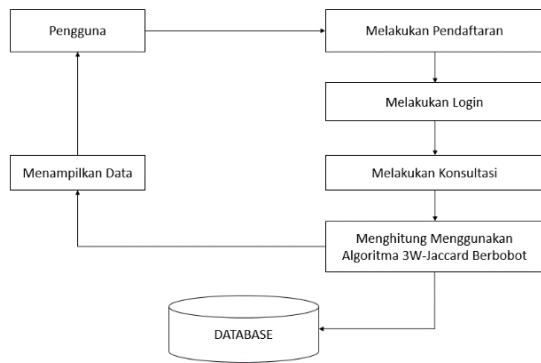 Pengguna
Melakukan Pendaftaran
Melakukan Login
Menampilkan Data
Melakukan Konsultasi
Menghitung Menggunakan
Algoritma 3W-Jaccard Berbobot
DATABASE